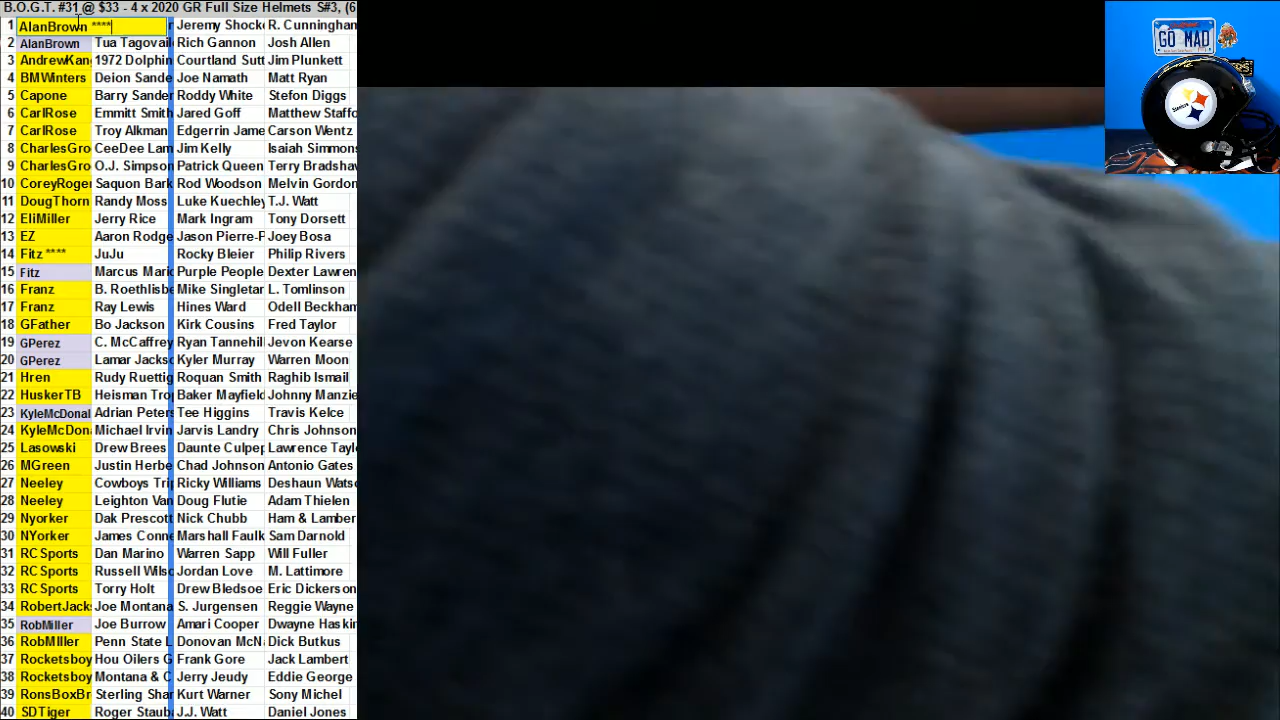 B.O.G.T. #31 @ $33 - 4 x 2020 GR Full Size Helmets S#3, (6
1 AlanBrown **** Jeremy Shocke R. Cunningham
2 AlanBrown Tua Tagovail Rich Gannon Josh Allen
3 AndrewKan 1972 Dolphin Courtland Sutt Jim Plunkett
4 BMWinters Deion Sande Joe Namath Matt Ryan
5 Capone Barry Sander Roddy White Stefon Diggs
6 CarlRose Emmitt Smith Jared Goff Matthew Staffo
7 CarlRose Troy Alkman Edgerrin Jame Carson Wentz
8 CharlesGro CeeDee Lam Jim Kelly Isaiah Simmons
9 CharlesGro O.J. Simpson Patrick Queen Terry Bradshaw
10 CoreyRoger Saquon Bark Rod Woodson Melvin Gordon
11 DougThorn Randy Moss Luke Kuechley T.J. Watt
12 EliMiller Jerry Rice Mark Ingram Tony Dorsett
13 EZ Aaron Rodge Jason Pierre-P Joey Bosa
14 Fitz **** JuJu Rocky Bleier Philip Rivers
15 Fitz Marcus Mario Purple People Dexter Lawren
16 Franz B. Roethlisbe Mike Singletar L. Tomlinson
17 Franz Ray Lewis Hines Ward Odell Beckham
18 GFather Bo Jackson Kirk Cousins Fred Taylor
19 GPerez C. McCaffrey Ryan Tannehill Jevon Kearse
20 GPerez Lamar Jackso Kyler Murray Warren Moon
21 Hren Rudy Ruettig Roquan Smith Raghib Ismail
22 HuskerTB Heisman Tro Baker Mayfield Johnny Manzie
23 KyleMcDonal Adrian Peters Tee Higgins Travis Kelce
24 KyleMcDona Michael Irvin Jarvis Landry Chris Johnson
25 Lasowski Drew Brees Daunte Culpep Lawrence Tayl
26 MGreen Justin Herbe Chad Johnson Antonio Gates
27 Neeley Cowboys Trip Ricky Williams Deshaun Watso
28 Neeley Leighton Van Doug Flutie Adam Thielen
29 Nyorker Dak Prescott Nick Chubb Ham & Lamber
30 NYorker James Conne Marshall Faulk Sam Darnold
31 RC Sports Dan Marino Warren Sapp Will Fuller
32 RC Sports Russell Wilso Jordan Love M. Lattimore
33 RC Sports Torry Holt Drew Bledsoe Eric Dickerson
34 RobertJacks Joe Montana S. Jurgensen Reggie Wayne
35 RobMiller Joe Burrow Amari Cooper Dwayne Haskin
36 RobMIller Penn State L Donovan McN Dick Butkus
37 Rocketsboy Hou Oilers G Frank Gore Jack Lambert
38 Rocketsboy Montana & C Jerry Jeudy Eddie George
39 RonsBoxBr Sterling Shar Kurt Warner Sony Michel
40 SDTiger Roger Staub J.J. Watt Daniel Jones
GO MAD
Steelers